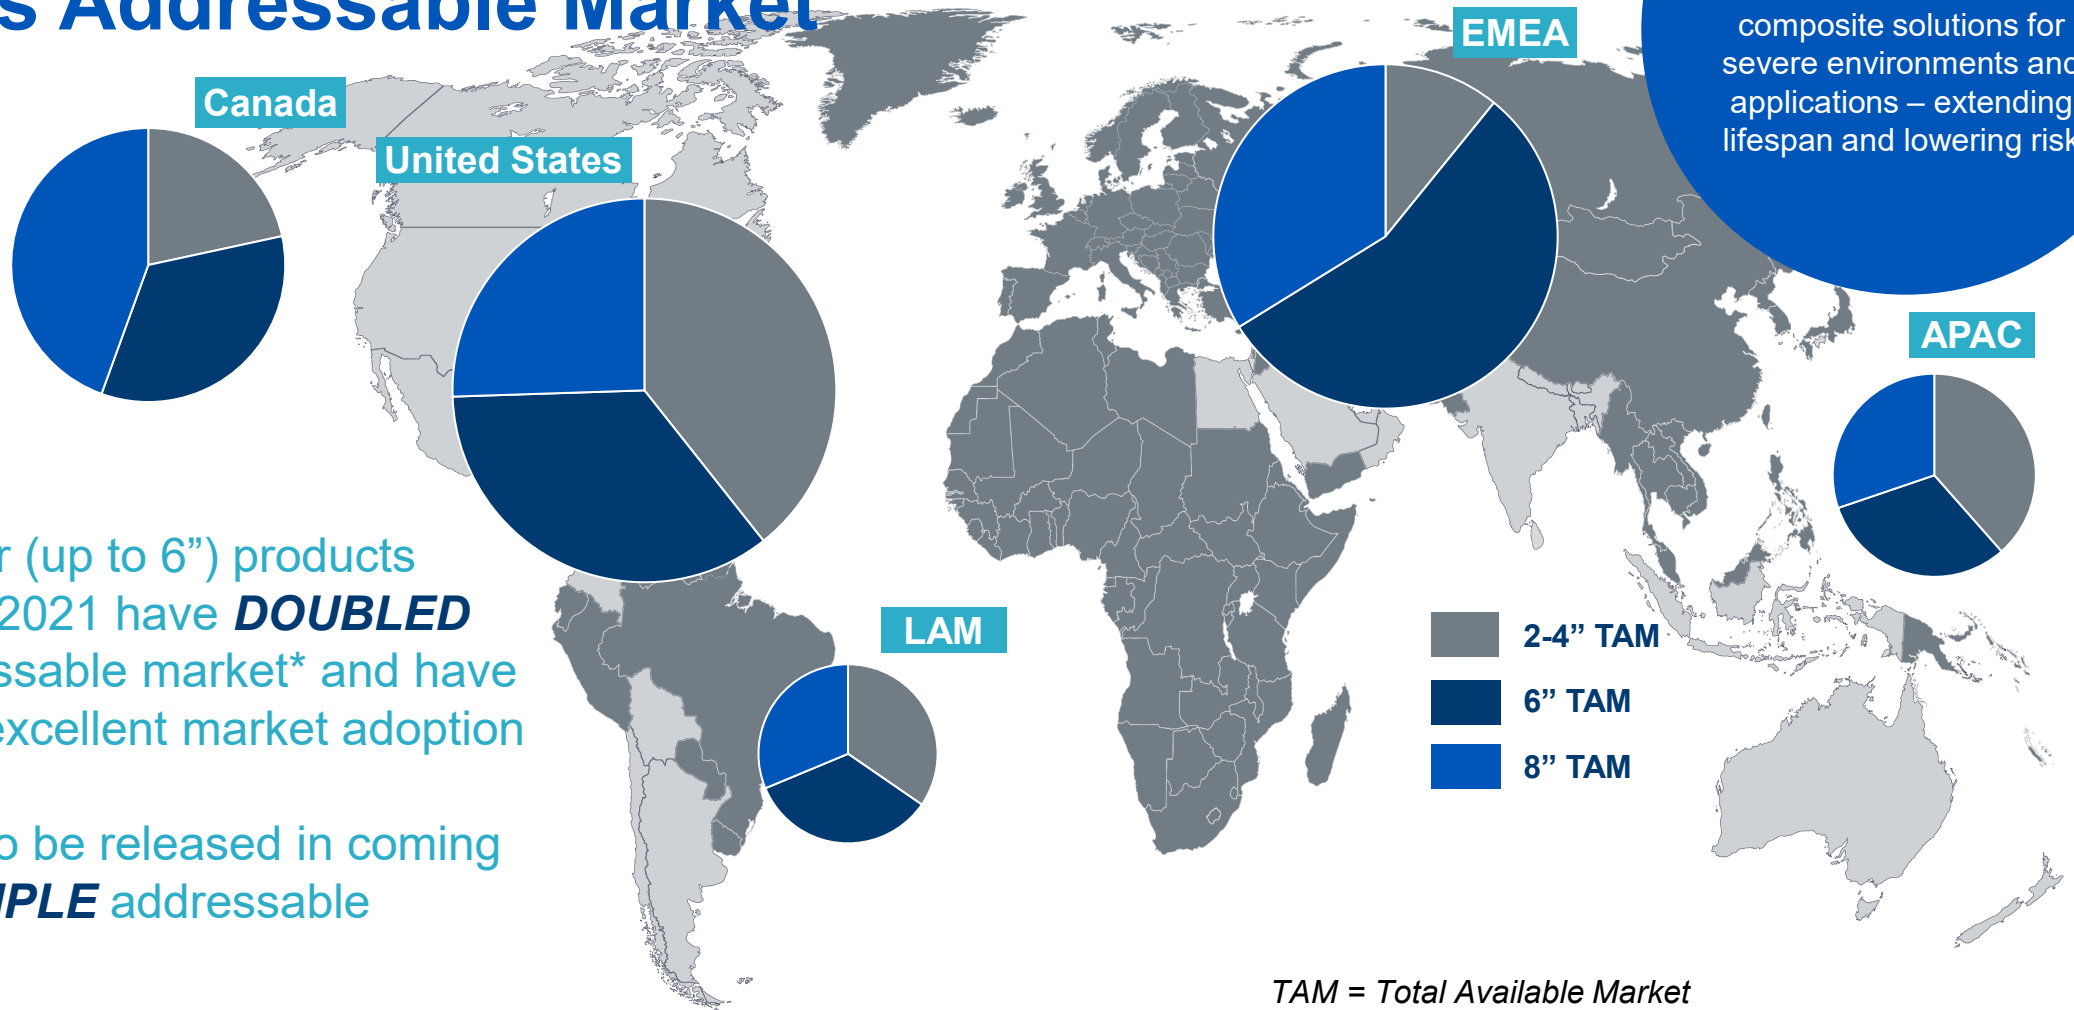 s Addressable Market
composite solutions for
severe environments and
applications – extending
lifespan and lowering risk
EMEA
Canada
United States
APAC
r (up to 6”) products
2021 have DOUBLED
ssable market* and have
excellent market adoption
LAM
2-4” TAM
6” TAM
8” TAM
o be released in coming
IPLE addressable
TAM = Total Available Market